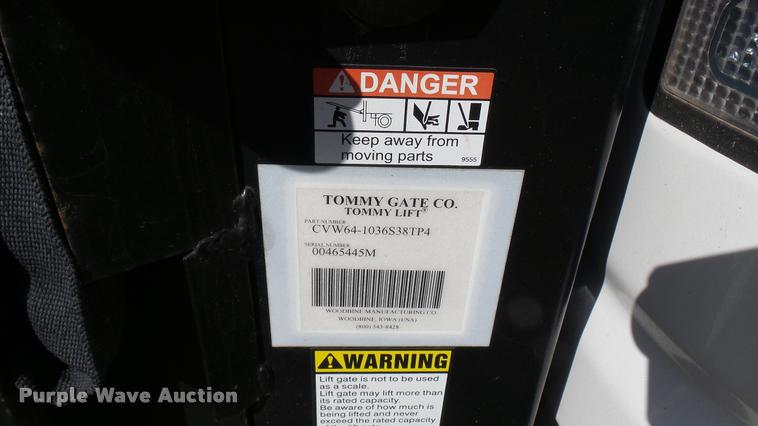 DANGER
Keep away from
moving parts
9555
TOMMY GATE CO.
TOMMY LIFT®
PART NUMBER
CVW64-1036S38TP4
SERIAL NUMBER
00465445M
WOODBINE MANUFACTURING CO.
WOODBINE, IOWA (USA)
(800) 543-8428
WARNING
Lift gate is not to be used
as a scale.
Lift gate may lift more than
its rated capacity.
Be aware of how much is
being lifted and never
exceed the rated capacity
Purple Wave Auction